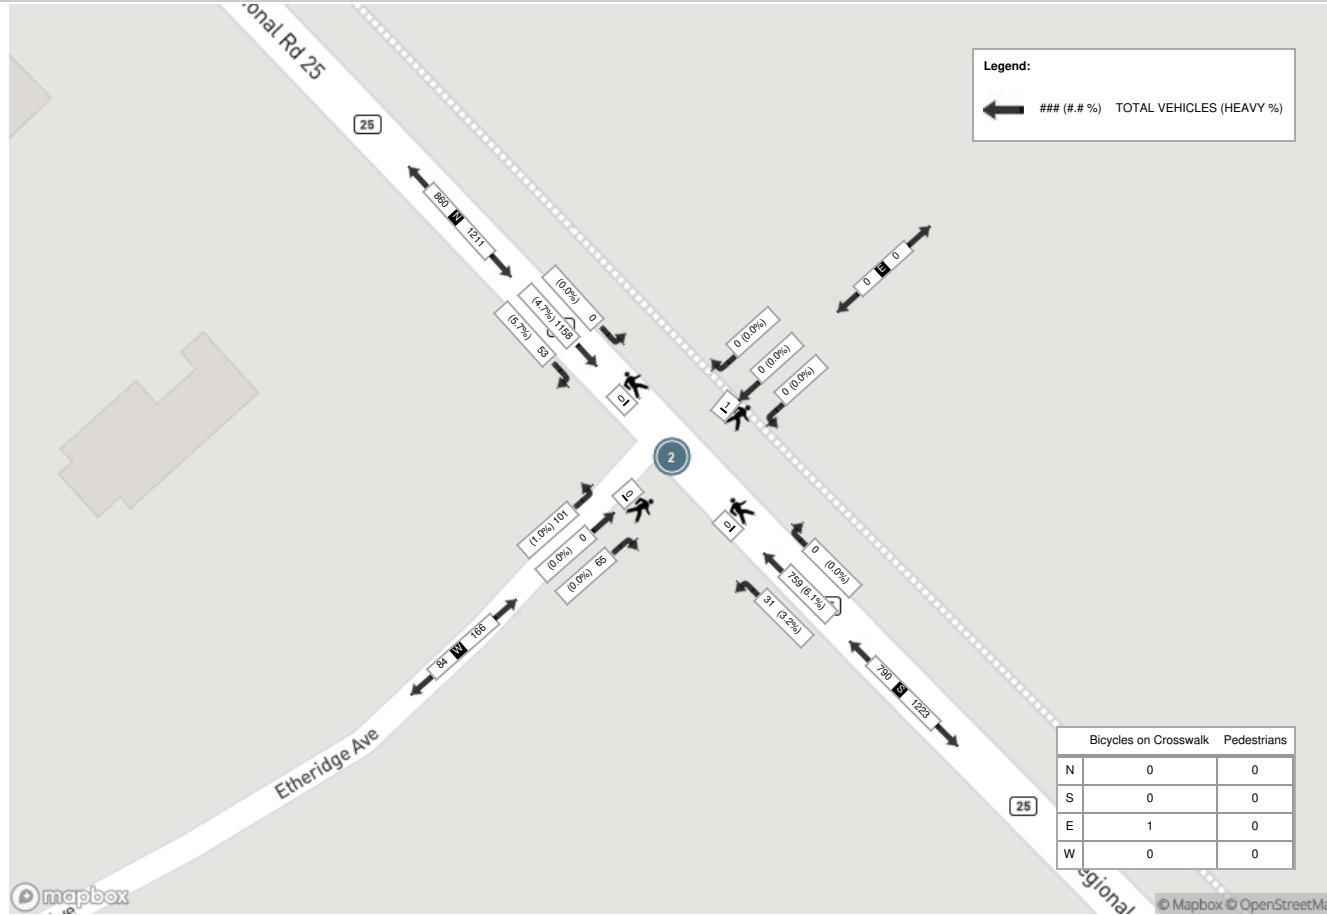 onal Rd 25
25
Legend:
### (#.# %) TOTAL VEHICLES (HEAVY %)
860 N 1211
0 E 0
(0.0%) 0
(4.7%) 1158
(5.7%) 53
0 (0.0%)
0 (0.0%)
0 (0.0%)
0
1
2
0
0
(1.0%) 101
(0.0%) 0
(0.0%) 65
0 (0.0%)
759 (6.1%)
31 (3.2%)
84 W 166
790 S 1223
Etheridge Ave
25
Bicycles on Crosswalk Pedestrians
N 0 0
S 0 0
E 1 0
W 0 0
egional
mapbox
ve
© Mapbox © OpenStreetMa